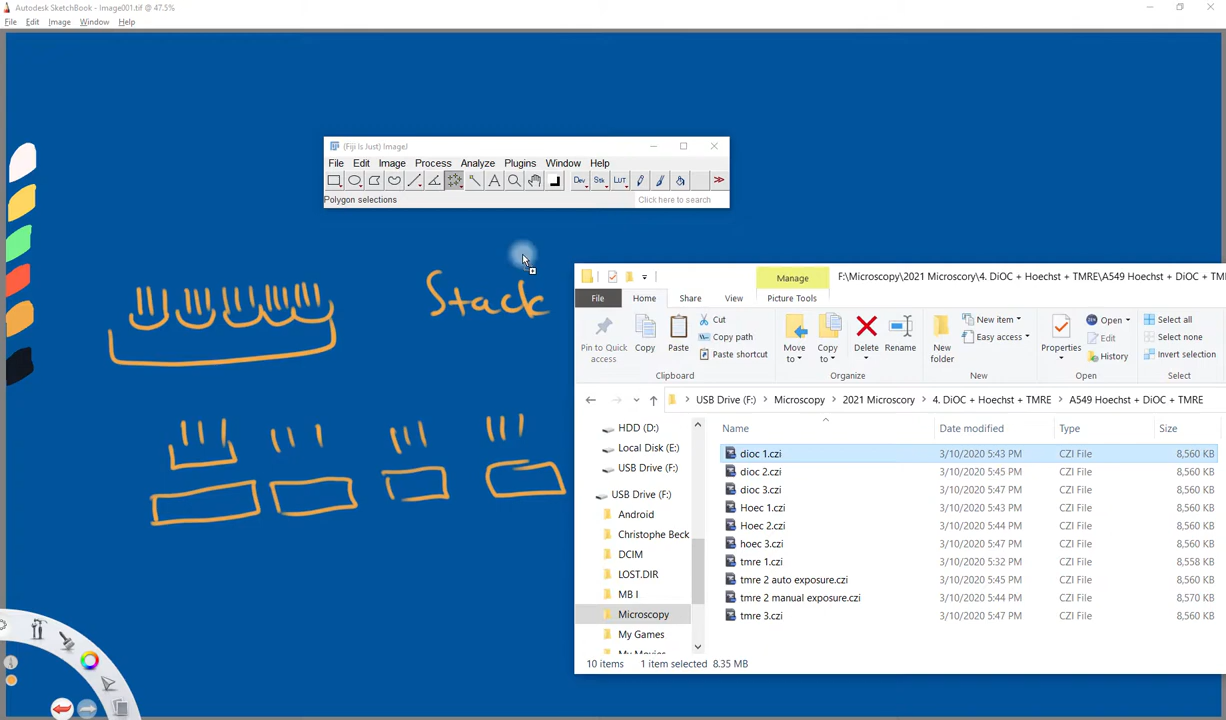 Autodesk SketchBook - Image001.tif @ 47.5%
File Edit Image Window Help
(Fiji Is Just) ImageJ
File Edit Image Process Analyze Plugins Window Help
A Dev Stk LUT >>
Polygon selections Click here to search
Stack
Manage F:\Microscopy\2021 Microscory\4. DiOC + Hoechst + TMRE\A549 Hoechst + DiOC + TM
File Home Share View Picture Tools
Pin to Quick access Copy Paste Cut Copy path Paste shortcut
Move to Copy to Delete Rename New folder New item Easy access
Properties Open Edit History Select all Select none Invert selection
Clipboard Organize New Open Select
USB Drive (F:) Microscopy 2021 Microscory 4. DiOC + Hoechst + TMRE A549 Hoechst + DiOC + TMRE
Name Date modified Type Size
HDD (D:)
Local Disk (E:)
USB Drive (F:)
USB Drive (F:)
Android
Christophe Beck
DCIM
LOST.DIR
MB I
Microscopy
My Games
dioc 1.czi 3/10/2020 5:43 PM CZI File 8,560 KB
dioc 2.czi 3/10/2020 5:45 PM CZI File 8,560 KB
dioc 3.czi 3/10/2020 5:47 PM CZI File 8,560 KB
Hoec 1.czi 3/10/2020 5:43 PM CZI File 8,560 KB
Hoec 2.czi 3/10/2020 5:44 PM CZI File 8,560 KB
hoec 3.czi 3/10/2020 5:47 PM CZI File 8,560 KB
tmre 1.czi 3/10/2020 5:32 PM CZI File 8,558 KB
tmre 2 auto exposure.czi 3/10/2020 5:45 PM CZI File 8,560 KB
tmre 2 manual exposure.czi 3/10/2020 5:44 PM CZI File 8,570 KB
tmre 3.czi 3/10/2020 5:47 PM CZI File 8,560 KB
10 items 1 item selected 8.35 MB